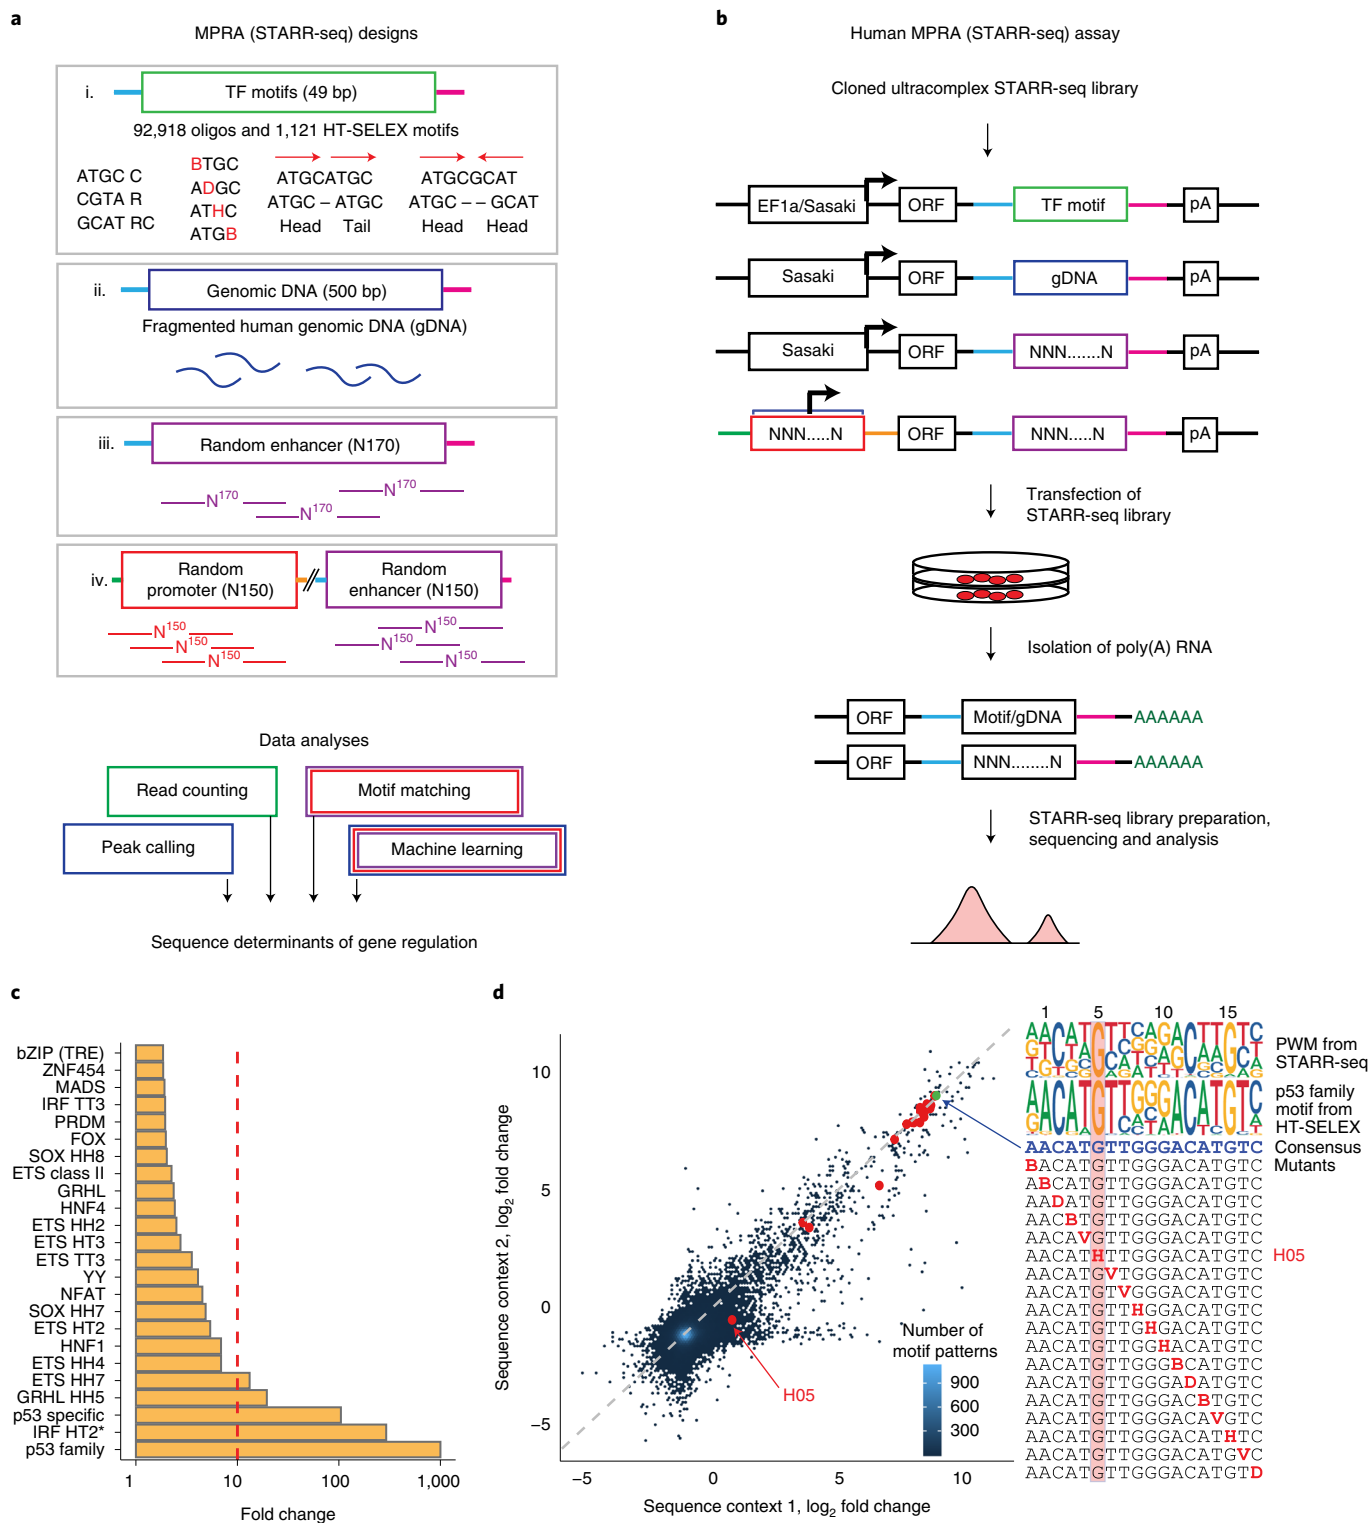 a
MPRA (STARR-seq) designs
i.
TF motifs (49 bp)
92,918 oligos and 1,121 HT-SELEX motifs
ATGC C
CGTA R
GCAT RC
BTGC
ADGC
ATHC
ATGB
ATGCATGC
ATGC – ATGC
Head Tail
ATGCGCAT
ATGC – – GCAT
Head Head
ii.
Genomic DNA (500 bp)
Fragmented human genomic DNA (gDNA)
iii.
Random enhancer (N170)
N170
N170
N170
iv.
Random
promoter (N150)
Random
enhancer (N150)
N150
N150
N150
N150
N150
N150
Data analyses
Read counting
Motif matching
Peak calling
Machine learning
Sequence determinants of gene regulation
b
Human MPRA (STARR-seq) assay
Cloned ultracomplex STARR-seq library
EF1a/Sasaki ORF TF motif pA
Sasaki ORF gDNA pA
Sasaki ORF NNN.......N pA
NNN.....N ORF NNN.....N pA
Transfection of
STARR-seq library
Isolation of poly(A) RNA
ORF Motif/gDNA AAAAAA
ORF NNN........N AAAAAA
STARR-seq library preparation,
sequencing and analysis
c
bZIP (TRE)
ZNF454
MADS
IRF TT3
PRDM
FOX
SOX HH8
ETS class II
GRHL
HNF4
ETS HH2
ETS HT3
ETS TT3
YY
NFAT
SOX HH7
ETS HT2
HNF1
ETS HH4
ETS HH7
GRHL HH5
p53 specific
IRF HT2*
p53 family
1 10 100 1,000
Fold change
d
Sequence context 2, log2 fold change
10
5
0
−5
−5 0 5 10
Sequence context 1, log2 fold change
H05
Number of
motif patterns
900
600
300
1 5 10 15
PWM from
STARR-seq
p53 family
motif from
HT-SELEX
AACATGTTGGGACATGTC Consensus
Mutants
BACATGTTGGGACATGTC
ABCATGTTGGGACATGTC
AADATGTTGGGACATGTC
AACBTGTTGGGACATGTC
AACAVGTTGGGACATGTC
AACATHTTGGGACATGTC H05
AACATGVTGGGACATGTC
AACATGTVGGGACATGTC
AACATGTTHGGACATGTC
AACATGTTGHGACATGTC
AACATGTTGGHACATGTC
AACATGTTGGGBCATGTC
AACATGTTGGGADATGTC
AACATGTTGGGACBTGTC
AACATGTTGGGACAVGTC
AACATGTTGGGACATHTC
AACATGTTGGGACATGVC
AACATGTTGGGACATGTD